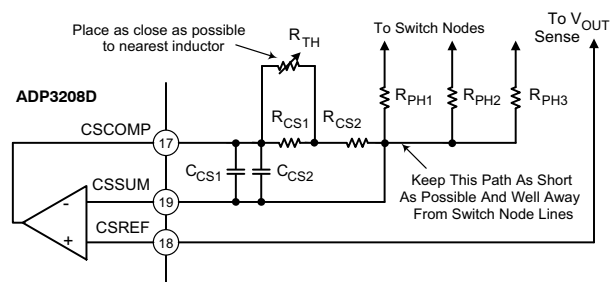 Place as close as possible
to nearest inductor
RTH
To Switch Nodes
To VOUT
Sense
ADP3208D
RPH1
RPH2
RPH3
CSCOMP
17
RCS1
RCS2
CCS1
CCS2
Keep This Path As Short
As Possible And Well Away
From Switch Node Lines
CSSUM
19
-
+
CSREF
18